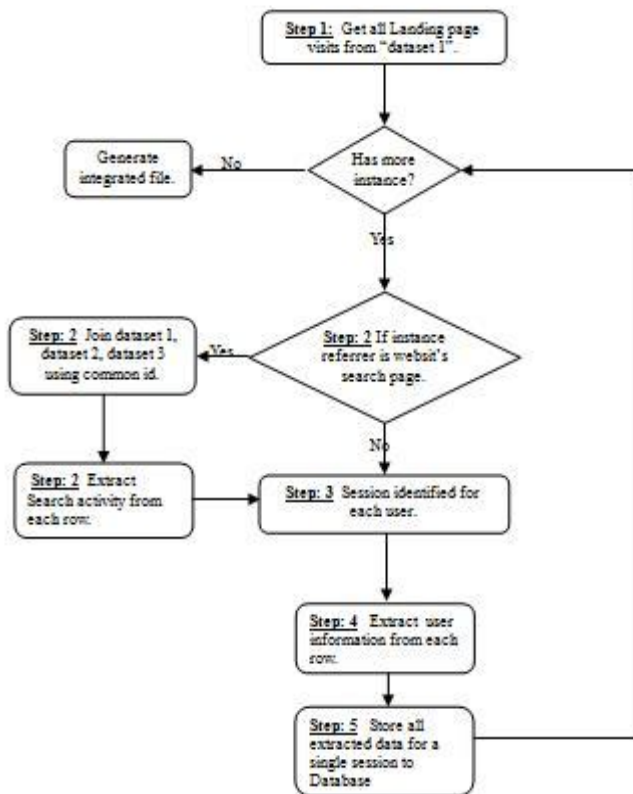 Step 1: Get all Landing page
visits from "dataset 1".
Has more
instance?
No
Generate
integrated file.
Yes
Step: 2 If instance
referrer is websit's
search page.
Yes
Step: 2 Join dataset 1,
dataset 2, dataset 3
using common id.
No
Step: 2 Extract
Search activity from
each row.
Step: 3 Session identified for
each user.
Step: 4 Extract user
information from each
row.
Step: 5 Store all
extracted data for a
single session to
Database